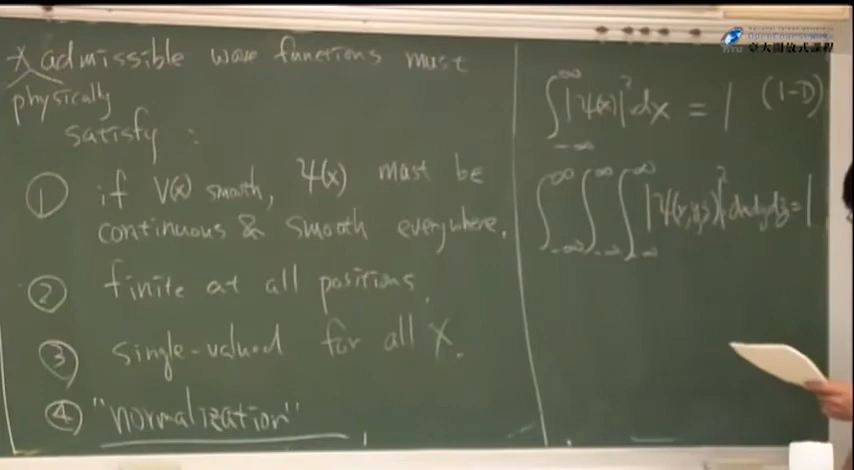 admissible wave functions must
physically
satisfy :
① if V(x) smooth, Ψ(x) must be
continuous & smooth everywhere.
② finite at all positions.
③ single-valued for all x.
④ "normalization"
∫_{-∞}^{∞} |Ψ(x)|² dx = 1 (1-D)
∫_{-∞}^{∞} ∫_{-∞}^{∞} ∫_{-∞}^{∞} |Ψ(x,y,z)|² dxdydz = 1
臺大開放式課程